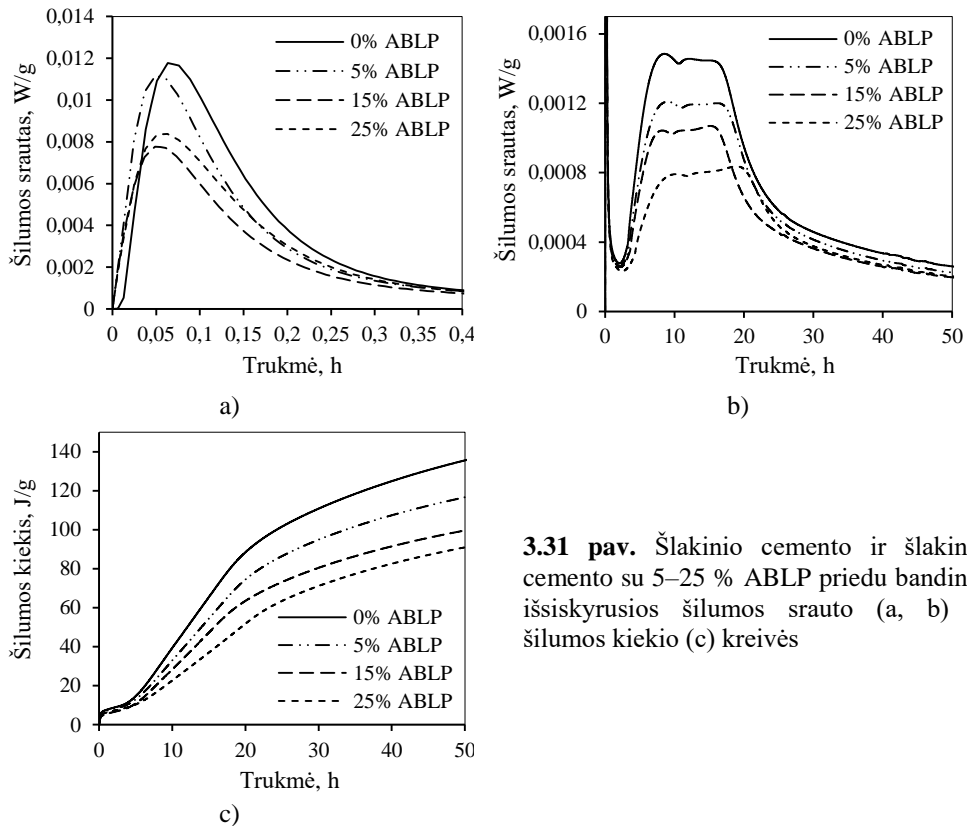 0,014
0,012
0,01
0,008
0,006
0,004
0,002
0
Šilumos srautas, W/g
0% ABLP
5% ABLP
15% ABLP
25% ABLP
0 0,05 0,1 0,15 0,2 0,25 0,3 0,35 0,4
Trukmė, h
a)
0,0016
0,0012
0,0008
0,0004
0
Šilumos srautas, W/g
0% ABLP
5% ABLP
15% ABLP
25% ABLP
0 10 20 30 40 50
Trukmė, h
b)
140
120
100
80
60
40
20
0
Šilumos kiekis, J/g
0% ABLP
5% ABLP
15% ABLP
25% ABLP
0 10 20 30 40 50
Trukmė, h
c)
3.31 pav. Šlakinio cemento ir šlakin
cemento su 5–25 % ABLP priedu bandin
išsiskyrusios šilumos srauto (a, b)
šilumos kiekio (c) kreivės